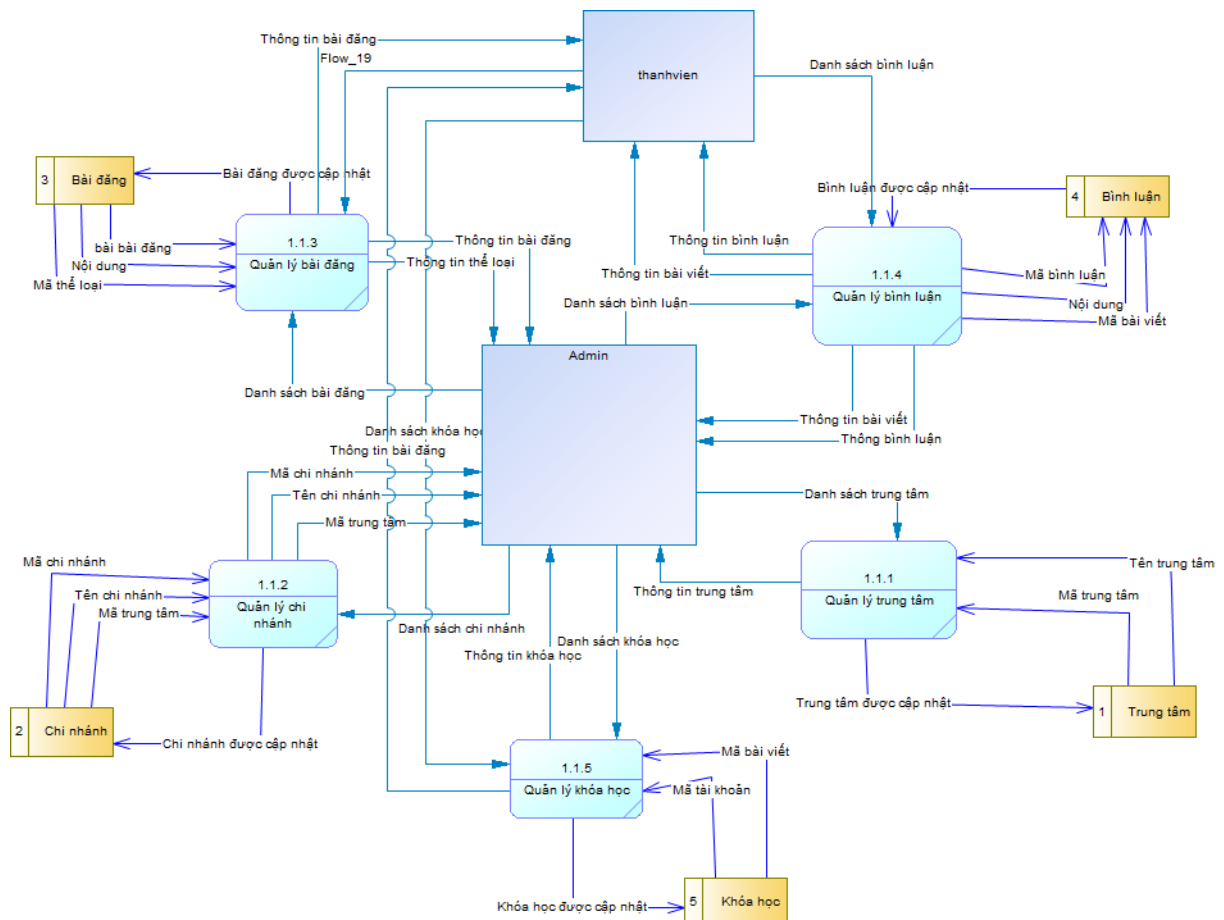 Thông tin bài đăng
Flow_19
thanhvien
Danh sách bình luận
3
Bài đăng
Bài đăng được cập nhật
Bình luận được cập nhật
4
Bình luận
bài bài đăng
Nội dung
Mã thể loại
1.1.3
Quản lý bài đăng
Thông tin bài đăng
Thông tin thể loại
Thông tin bình luận
Thông tin bài viết
Danh sách bình luận
1.1.4
Quản lý bình luận
Mã bình luận
Nội dung
Mã bài viết
Admin
Danh sách bài đăng
Danh sách khóa học
Thông tin bài đăng
Thông tin bài viết
Thông bình luận
Mã chi nhánh
Tên chi nhánh
Mã trung tâm
Danh sách trung tâm
Mã chi nhánh
Tên chi nhánh
Mã trung tâm
1.1.2
Quản lý chi
nhánh
Danh sách chi nhánh
Thông tin khóa học
Danh sách khóa học
Thông tin trung tâm
1.1.1
Quản lý trung tâm
Tên trung tâm
Mã trung tâm
2
Chi nhánh
Chi nhánh được cập nhật
Trung tâm được cập nhật
1
Trung tâm
1.1.5
Quản lý khóa học
Mã bài viết
Mã tài khoản
Khóa học được cập nhật
5
Khóa học